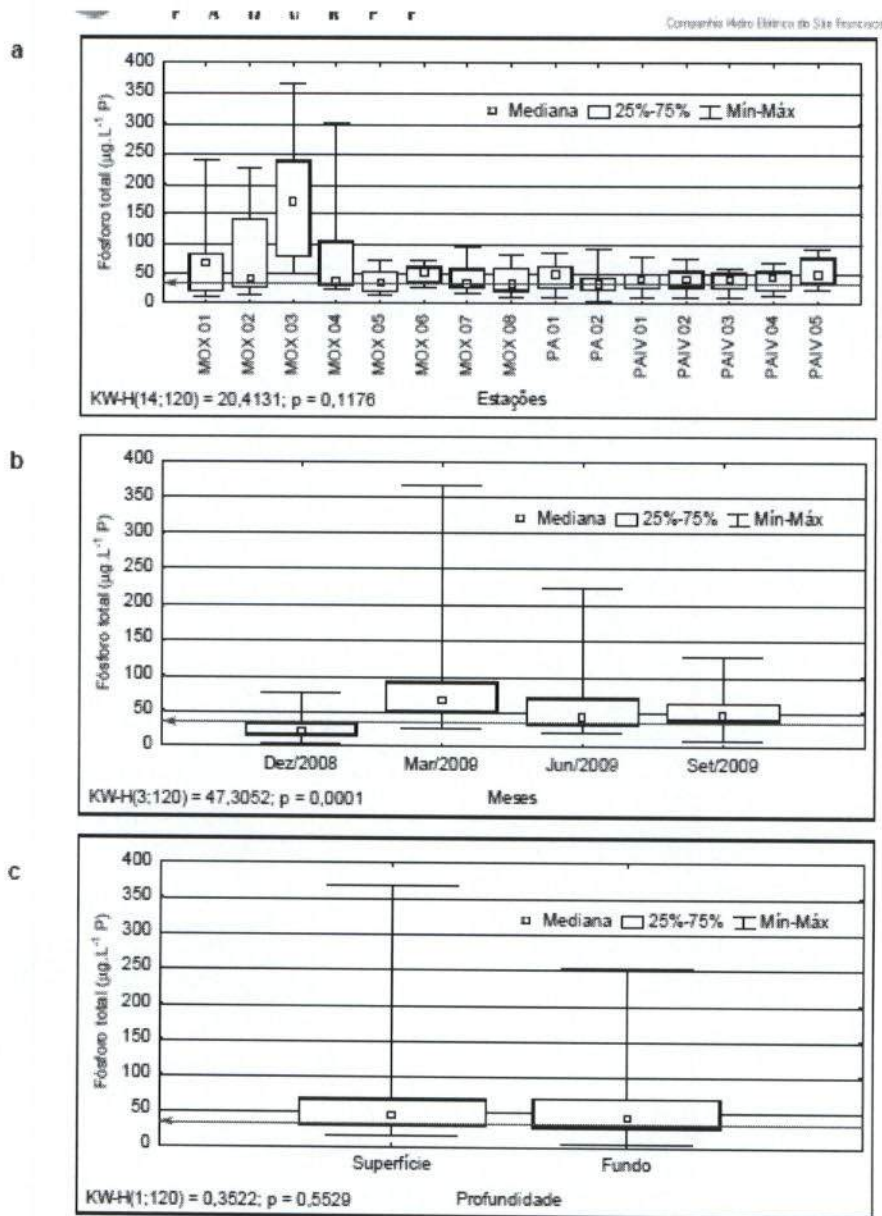 Companhia Hidro Elétrica do São Francisco
a
400
350
300
250
200
150
100
50
0
Fósforo total (µg.L⁻¹ P)
Mediana 25%-75% Mín-Máx
MOX 01
MOX 02
MOX 03
MOX 04
MOX 05
MOX 06
MOX 07
MOX 08
PA 01
PA 02
PAIV 01
PAIV 02
PAIV 03
PAIV 04
PAIV 05
KW-H(14;120) = 20,4131; p = 0,1176 Estações
b
400
350
300
250
200
150
100
50
0
Fósforo total (µg.L⁻¹ P)
Mediana 25%-75% Mín-Máx
Dez/2008 Mar/2009 Jun/2009 Set/2009
KW-H(3;120) = 47,3052; p = 0,0001 Meses
c
400
350
300
250
200
150
100
50
0
Fósforo total (µg.L⁻¹ P)
Mediana 25%-75% Mín-Máx
Superfície Fundo
KW-H(1;120) = 0,3522; p = 0,5529 Profundidade